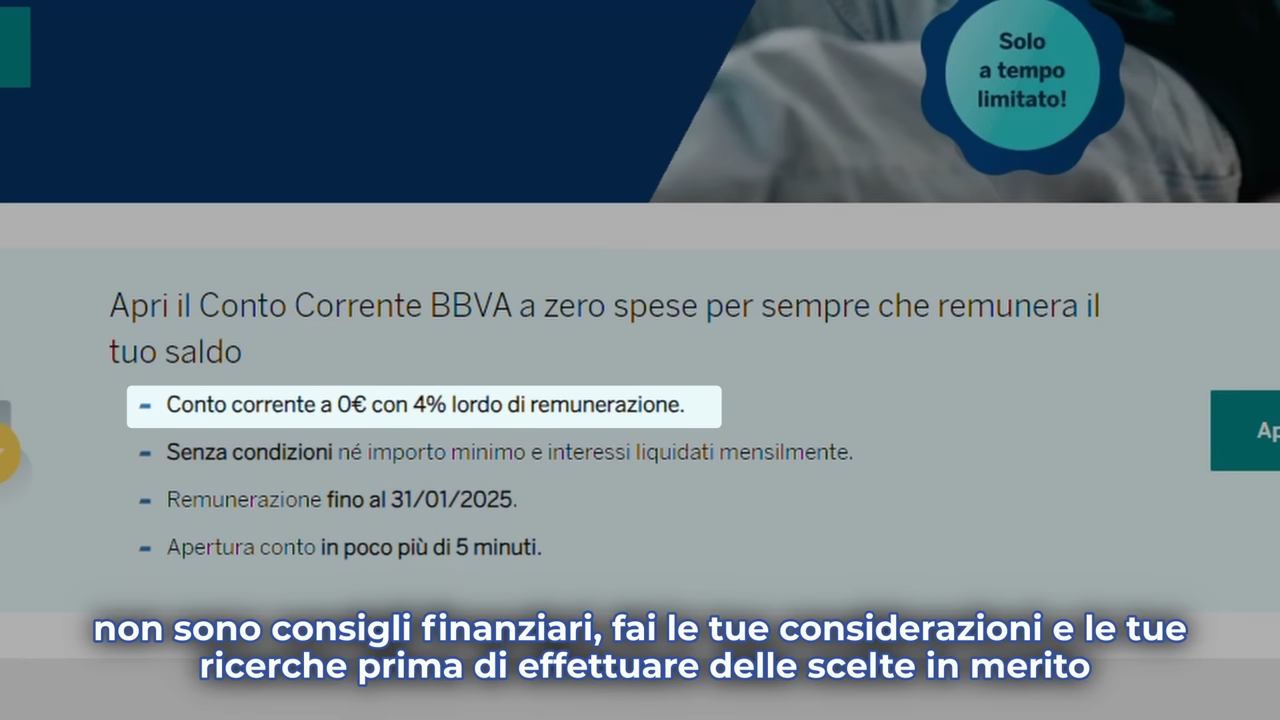 Solo
a tempo
limitato!
Apri il Conto Corrente BBVA a zero spese per sempre che remunera il
tuo saldo
- Conto corrente a 0€ con 4% lordo di remunerazione.
- Senza condizioni né importo minimo e interessi liquidati mensilmente.
- Remunerazione fino al 31/01/2025.
- Apertura conto in poco più di 5 minuti.
non sono consigli finanziari, fai le tue considerazioni e le tue
ricerche prima di effettuare delle scelte in merito